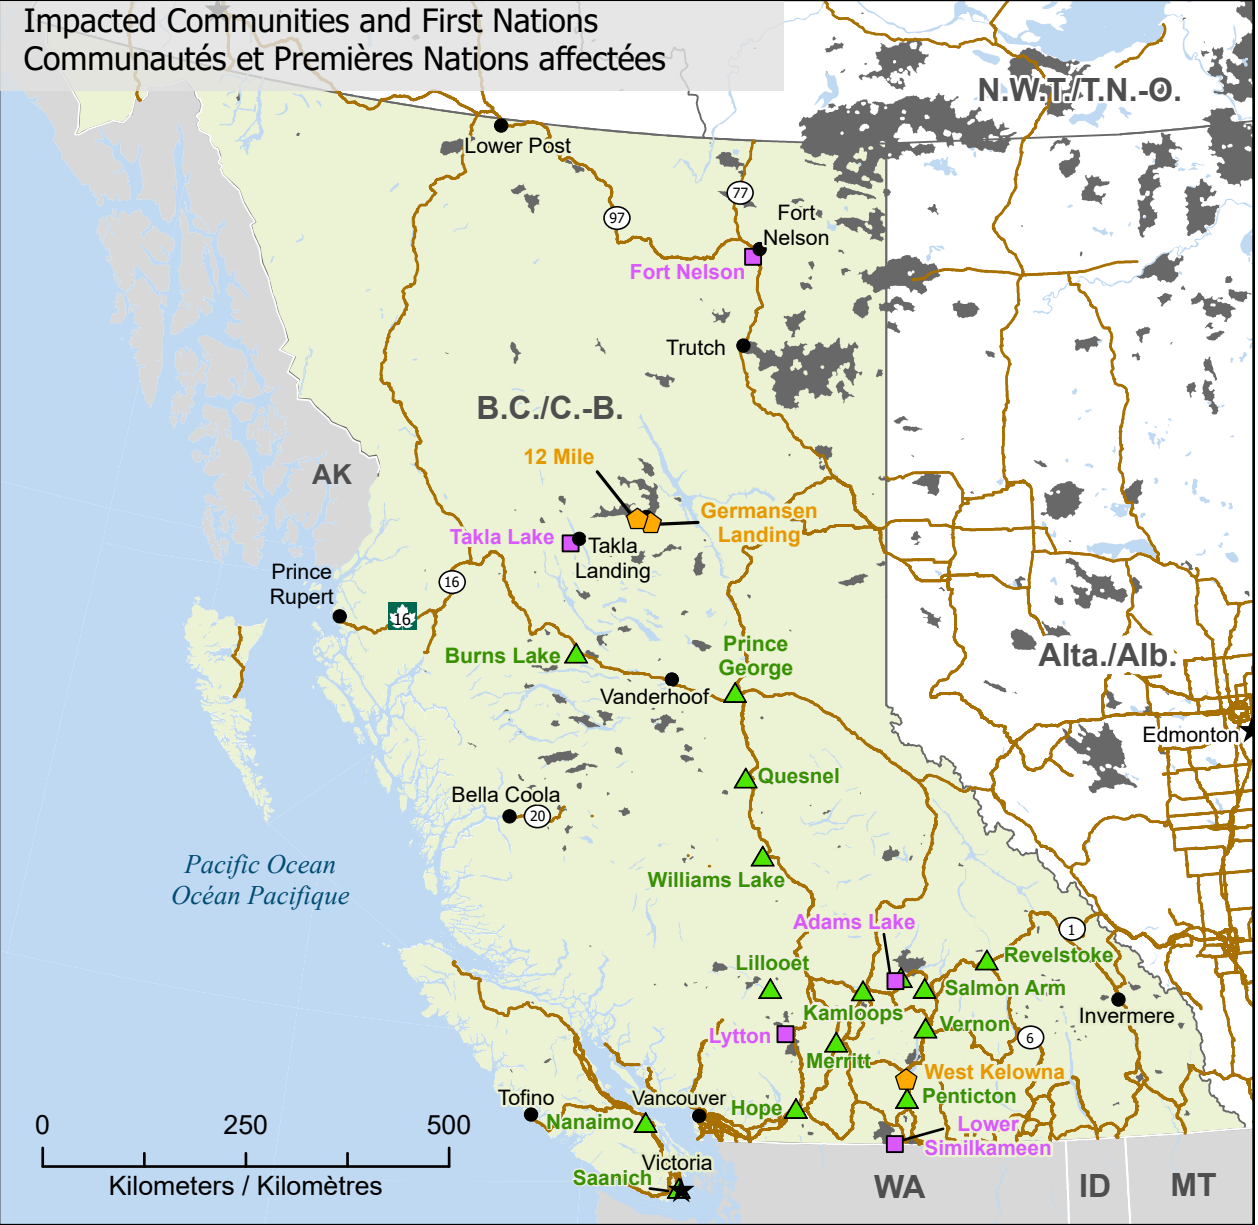 Impacted Communities and First Nations
Communautés et Premières Nations affectées
N.W.T./T.N.-O.
Lower Post
77
97
Fort
Nelson
Fort Nelson
Trutch
B.C./C.-B.
12 Mile
AK
Germansen
Landing
Takla Lake
Takla
Landing
Prince
Rupert
16
16
Burns Lake
Prince
George
Alta./Alb.
Vanderhoof
Edmonton
Quesnel
Bella Coola
20
Pacific Ocean
Océan Pacifique
Williams Lake
Adams Lake
1
Lillooet
Revelstoke
Salmon Arm
Kamloops
Invermere
Lytton
Vernon
6
Merritt
West Kelowna
Tofino
Vancouver
Penticton
Hope
Nanaimo
Lower
Similkameen
0
250
500
Victoria
Saanich
Kilometers / Kilomètres
WA
ID
MT